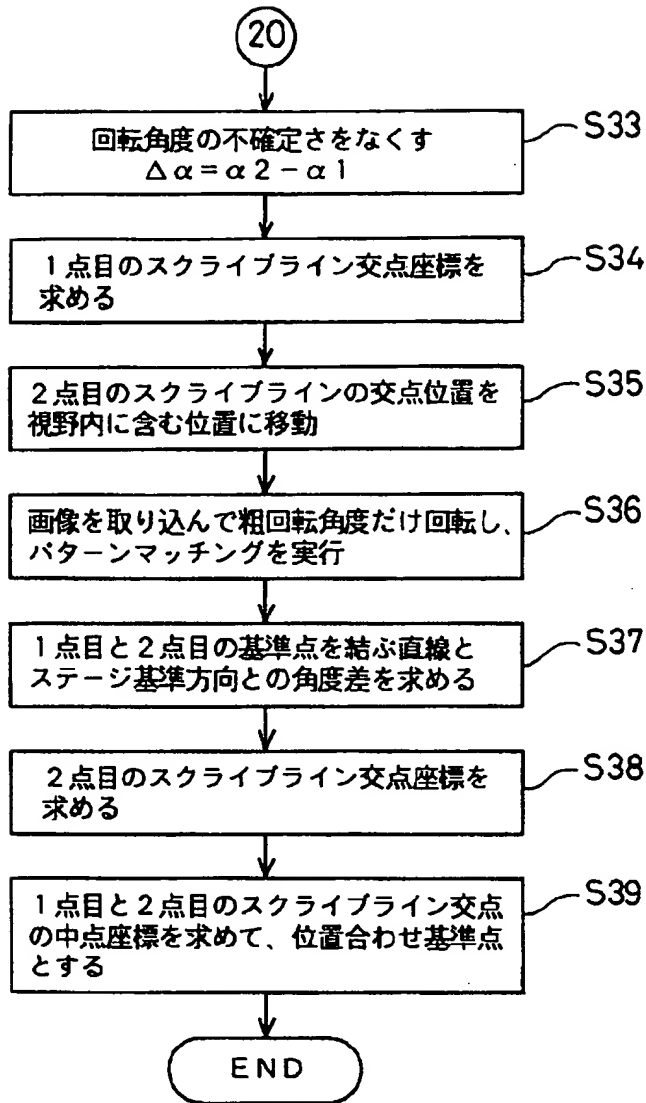 20
回転角度の不確定さをなくす
△α=α2-α1
S33
1点目のスクライブライン交点座標を
求める
S34
2点目のスクライブラインの交点位置を
視野内に含む位置に移動
S35
画像を取り込んで粗回転角度だけ回転し、
パターンマッチングを実行
S36
1点目と2点目の基準点を結ぶ直線と
ステージ基準方向との角度差を求める
S37
2点目のスクライブライン交点座標を
求める
S38
1点目と2点目のスクライブライン交点
の中点座標を求めて、位置合わせ基準点
とする
S39
END